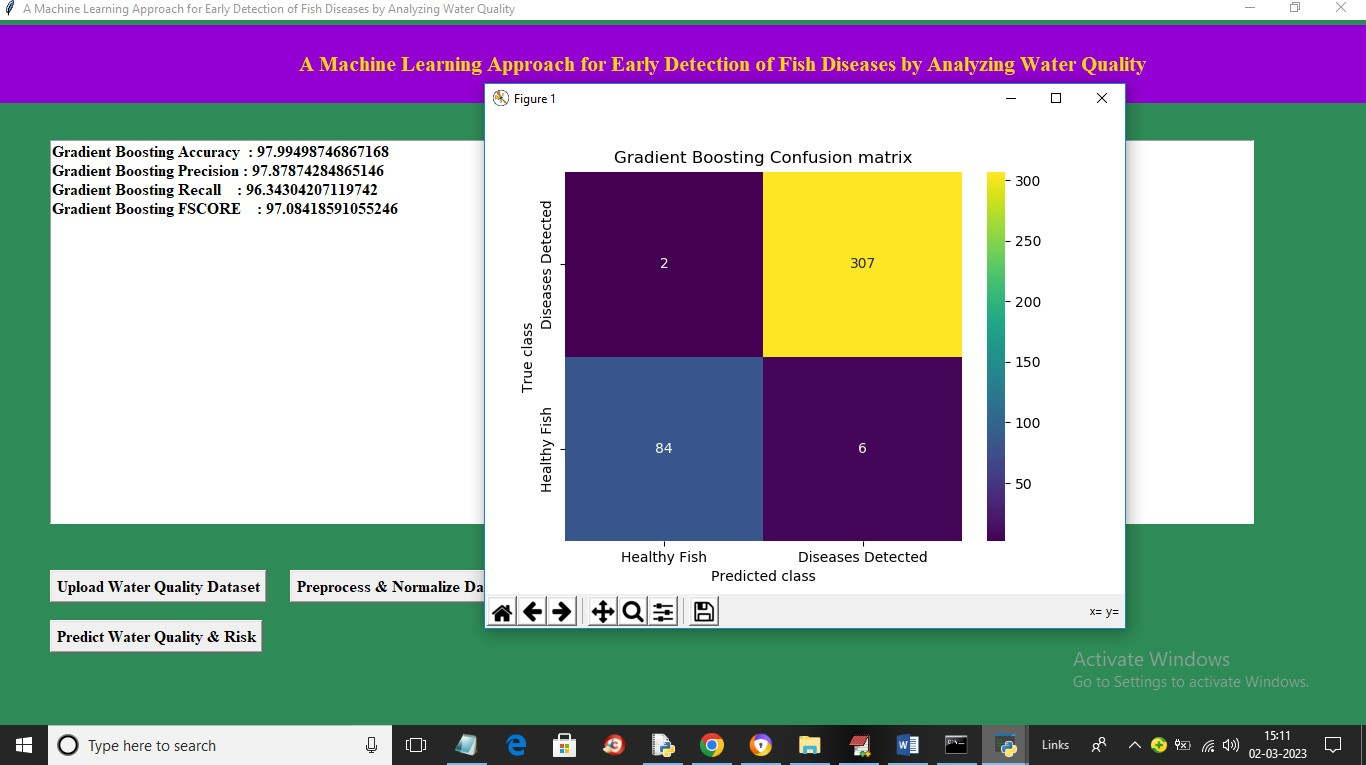 A Machine Learning Approach for Early Detection of Fish Diseases by Analyzing Water Quality
A Machine Learning Approach for Early Detection of Fish Diseases by Analyzing Water Quality
Gradient Boosting Accuracy : 97.99498746867168
Gradient Boosting Precision : 97.87874284865146
Gradient Boosting Recall : 96.34304207119742
Gradient Boosting FSCORE : 97.08418591055246
Figure 1
Gradient Boosting Confusion matrix
True class
Diseases Detected
Healthy Fish
2
307
84
6
300
250
200
150
100
50
Healthy Fish
Diseases Detected
Predicted class
x= y=
Upload Water Quality Dataset
Preprocess & Normalize Da
Predict Water Quality & Risk
Activate Windows
Go to Settings to activate Windows.
Type here to search
Links
15:11
02-03-2023